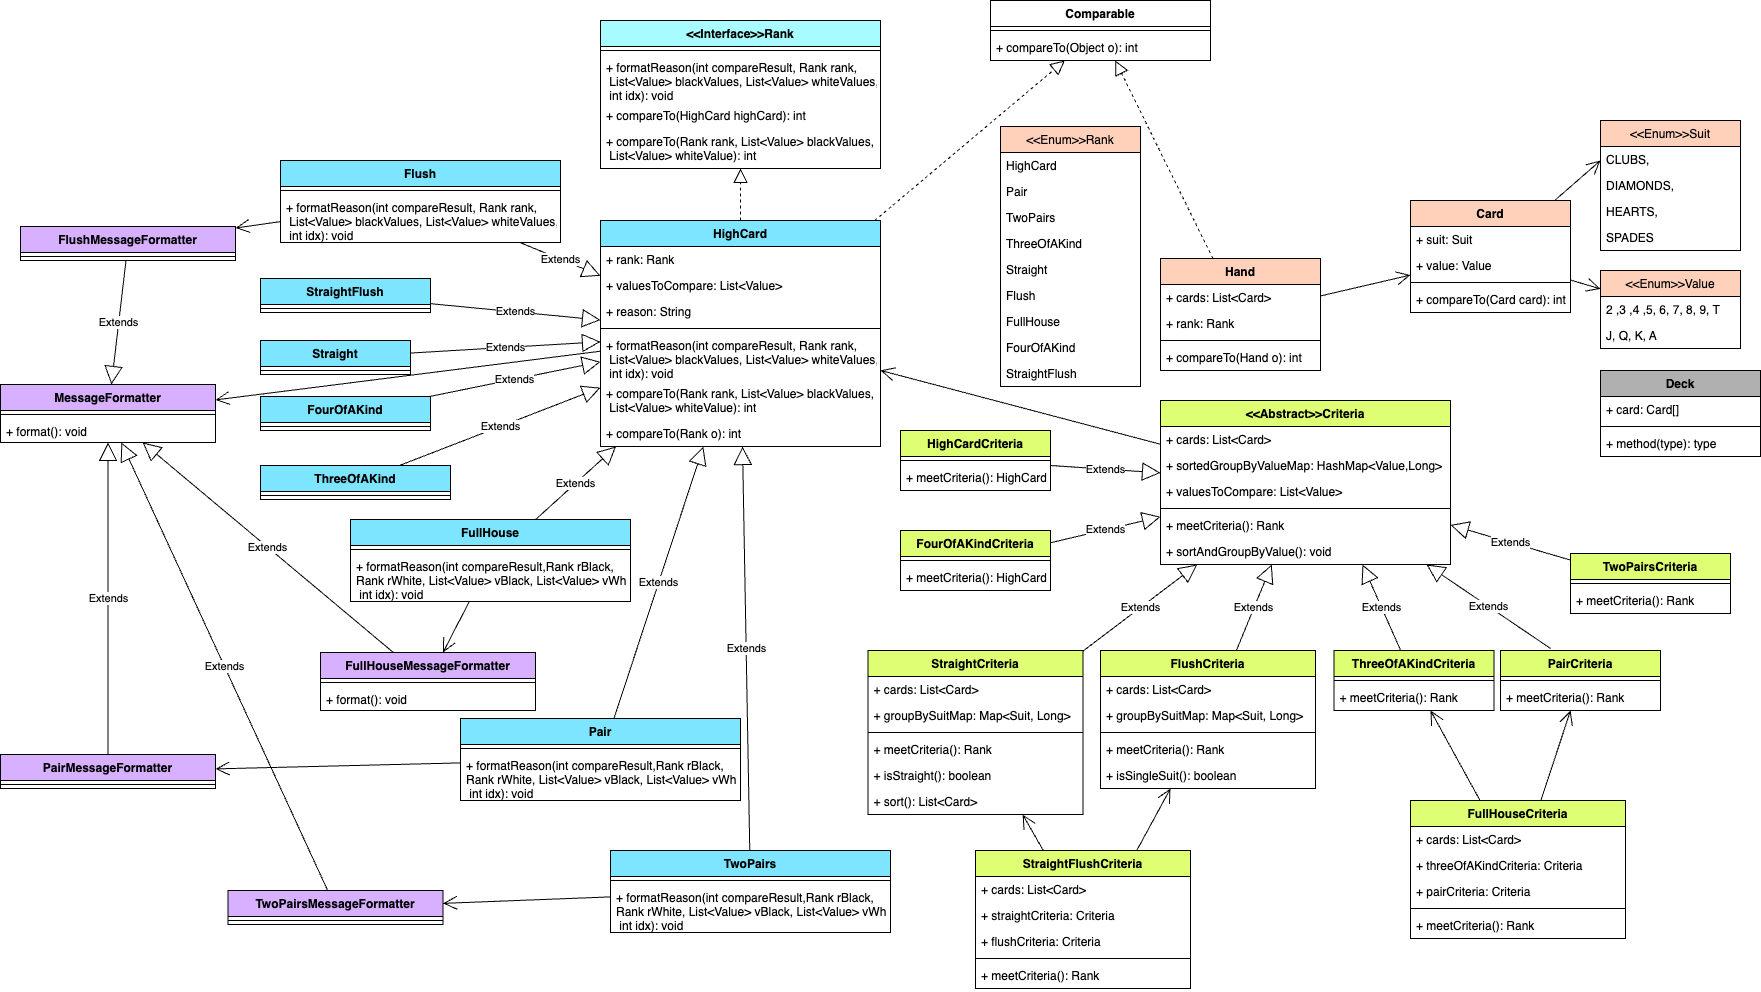 Comparable
+ compareTo(Object o): int
<<Interface>>Rank
+ formatReason(int compareResult, Rank rank,
List<Value> blackValues, List<Value> whiteValues,
int idx): void
+ compareTo(HighCard highCard): int
+ compareTo(Rank rank, List<Value> blackValues,
List<Value> whiteValue): int
<<Enum>>Rank
HighCard
Pair
TwoPairs
ThreeOfAKind
Straight
Flush
FullHouse
FourOfAKind
StraightFlush
<<Enum>>Suit
CLUBS,
DIAMONDS,
HEARTS,
SPADES
Flush
+ formatReason(int compareResult, Rank rank,
List<Value> blackValues, List<Value> whiteValues,
int idx): void
Card
+ suit: Suit
+ value: Value
+ compareTo(Card card): int
FlushMessageFormatter
HighCard
+ rank: Rank
+ valuesToCompare: List<Value>
+ reason: String
+ formatReason(int compareResult, Rank rank,
List<Value> blackValues, List<Value> whiteValues,
int idx): void
+ compareTo(Rank rank, List<Value> blackValues,
List<Value> whiteValue): int
+ compareTo(Rank o): int
Extends
Hand
+ cards: List<Card>
+ rank: Rank
+ compareTo(Hand o): int
<<Enum>>Value
2 ,3 ,4 ,5, 6, 7, 8, 9, T
J, Q, K, A
StraightFlush
Extends
Extends
Straight
Extends
Deck
+ card: Card[]
+ method(type): type
MessageFormatter
+ format(): void
FourOfAKind
Extends
Extends
ThreeOfAKind
<<Abstract>>Criteria
+ cards: List<Card>
+ sortedGroupByValueMap: HashMap<Value,Long>
+ valuesToCompare: List<Value>
+ meetCriteria(): Rank
+ sortAndGroupByValue(): void
HighCardCriteria
+ meetCriteria(): HighCard
Extends
Extends
FullHouse
+ formatReason(int compareResult,Rank rBlack,
Rank rWhite, List<Value> vBlack, List<Value> vWh
int idx): void
FourOfAKindCriteria
+ meetCriteria(): HighCard
Extends
Extends
TwoPairsCriteria
+ meetCriteria(): Rank
Extends
Extends
Extends
Extends
Extends
Extends
Extends
Extends
Extends
FullHouseMessageFormatter
+ format(): void
StraightCriteria
+ cards: List<Card>
+ groupBySuitMap: Map<Suit, Long>
+ meetCriteria(): Rank
+ isStraight(): boolean
+ sort(): List<Card>
FlushCriteria
+ cards: List<Card>
+ groupBySuitMap: Map<Suit, Long>
+ meetCriteria(): Rank
+ isSingleSuit(): boolean
ThreeOfAKindCriteria
+ meetCriteria(): Rank
PairCriteria
+ meetCriteria(): Rank
Pair
+ formatReason(int compareResult,Rank rBlack,
Rank rWhite, List<Value> vBlack, List<Value> vWh
int idx): void
PairMessageFormatter
FullHouseCriteria
+ cards: List<Card>
+ threeOfAKindCriteria: Criteria
+ pairCriteria: Criteria
+ meetCriteria(): Rank
TwoPairs
+ formatReason(int compareResult,Rank rBlack,
Rank rWhite, List<Value> vBlack, List<Value> vWh
int idx): void
StraightFlushCriteria
+ cards: List<Card>
+ straightCriteria: Criteria
+ flushCriteria: Criteria
+ meetCriteria(): Rank
TwoPairsMessageFormatter